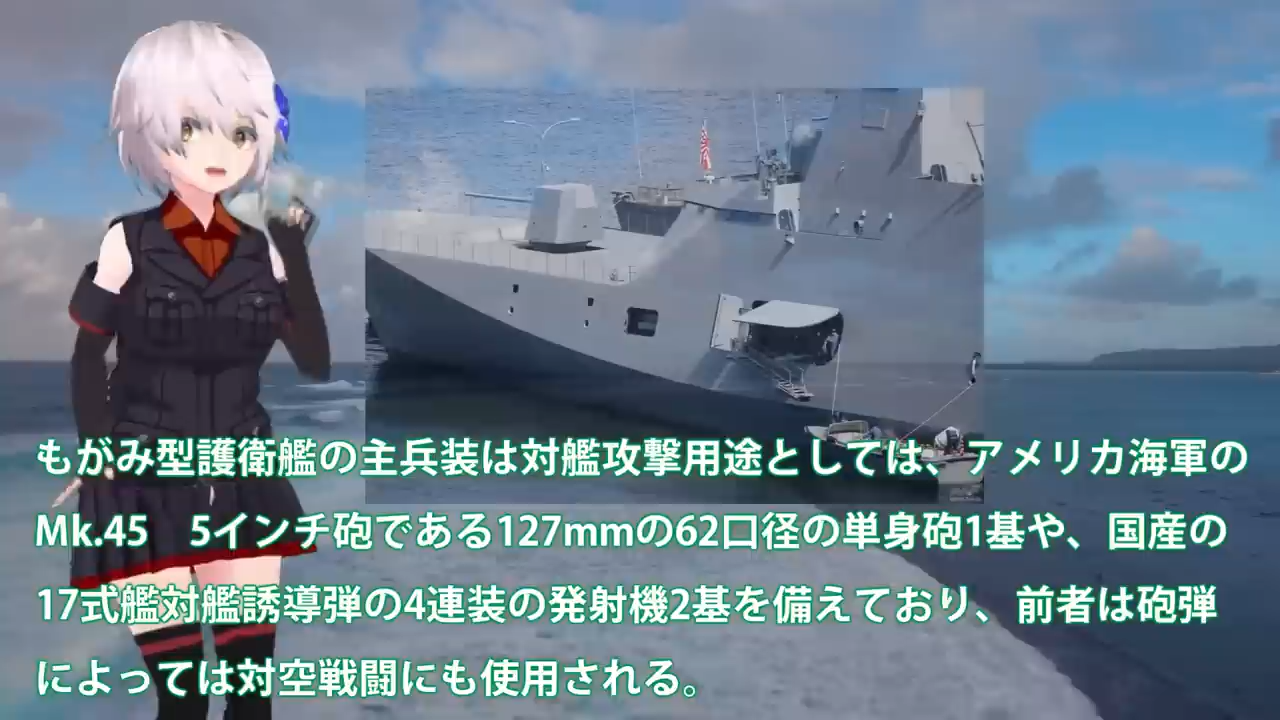 もがみ型護衛艦の主兵装は対艦攻撃用途としては、アメリカ海軍の
Mk.45　5インチ砲である127mmの62口径の単身砲1基や、国産の
17式艦対艦誘導弾の4連装の発射機2基を備えており、前者は砲弾
によっては対空戦闘にも使用される。